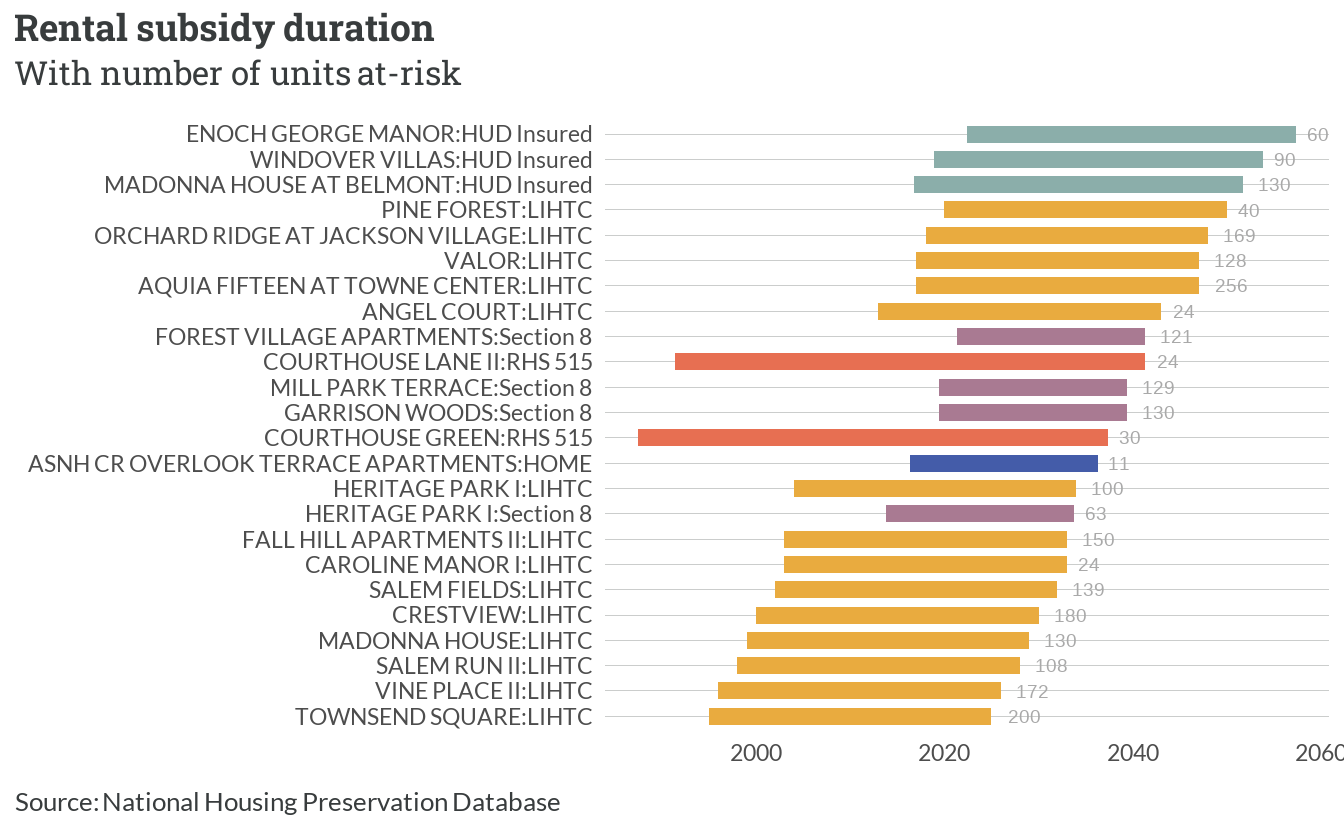 Rental subsidy duration
With number of units at-risk
ENOCH GEORGE MANOR:HUD Insured 60
WINDOVER VILLAS:HUD Insured 90
MADONNA HOUSE AT BELMONT:HUD Insured 130
PINE FOREST:LIHTC 40
ORCHARD RIDGE AT JACKSON VILLAGE:LIHTC 169
VALOR:LIHTC 128
AQUIA FIFTEEN AT TOWNE CENTER:LIHTC 256
ANGEL COURT:LIHTC 24
FOREST VILLAGE APARTMENTS:Section 8 121
COURTHOUSE LANE II:RHS 515 24
MILL PARK TERRACE:Section 8 129
GARRISON WOODS:Section 8 130
COURTHOUSE GREEN:RHS 515 30
ASNH CR OVERLOOK TERRACE APARTMENTS:HOME 11
HERITAGE PARK I:LIHTC 100
HERITAGE PARK I:Section 8 63
FALL HILL APARTMENTS II:LIHTC 150
CAROLINE MANOR I:LIHTC 24
SALEM FIELDS:LIHTC 139
CRESTVIEW:LIHTC 180
MADONNA HOUSE:LIHTC 130
SALEM RUN II:LIHTC 108
VINE PLACE II:LIHTC 172
TOWNSEND SQUARE:LIHTC 200
2000 2020 2040 2060
Source: National Housing Preservation Database